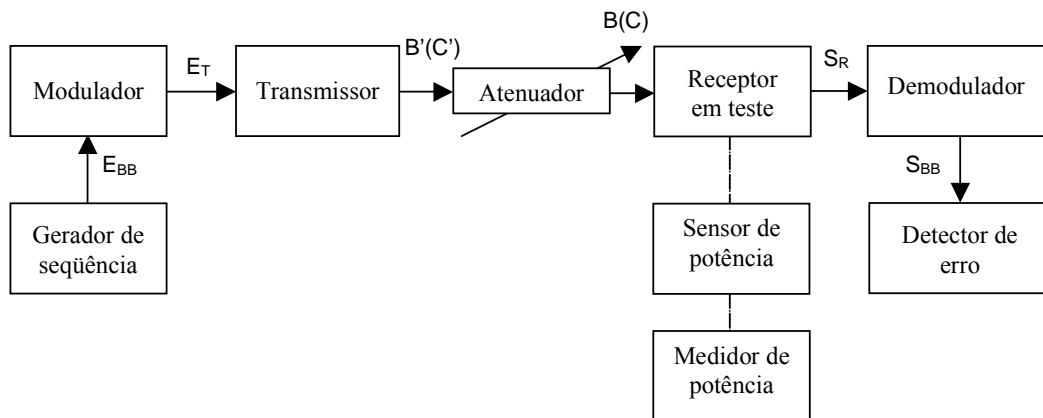 B'(C')
B(C)
Modulador
E_T
Transmissor
Atenuador
Receptor
em teste
S_R
Demodulador
E_BB
S_BB
Gerador de
seqüência
Sensor de
potência
Detector de
erro
Medidor de
potência